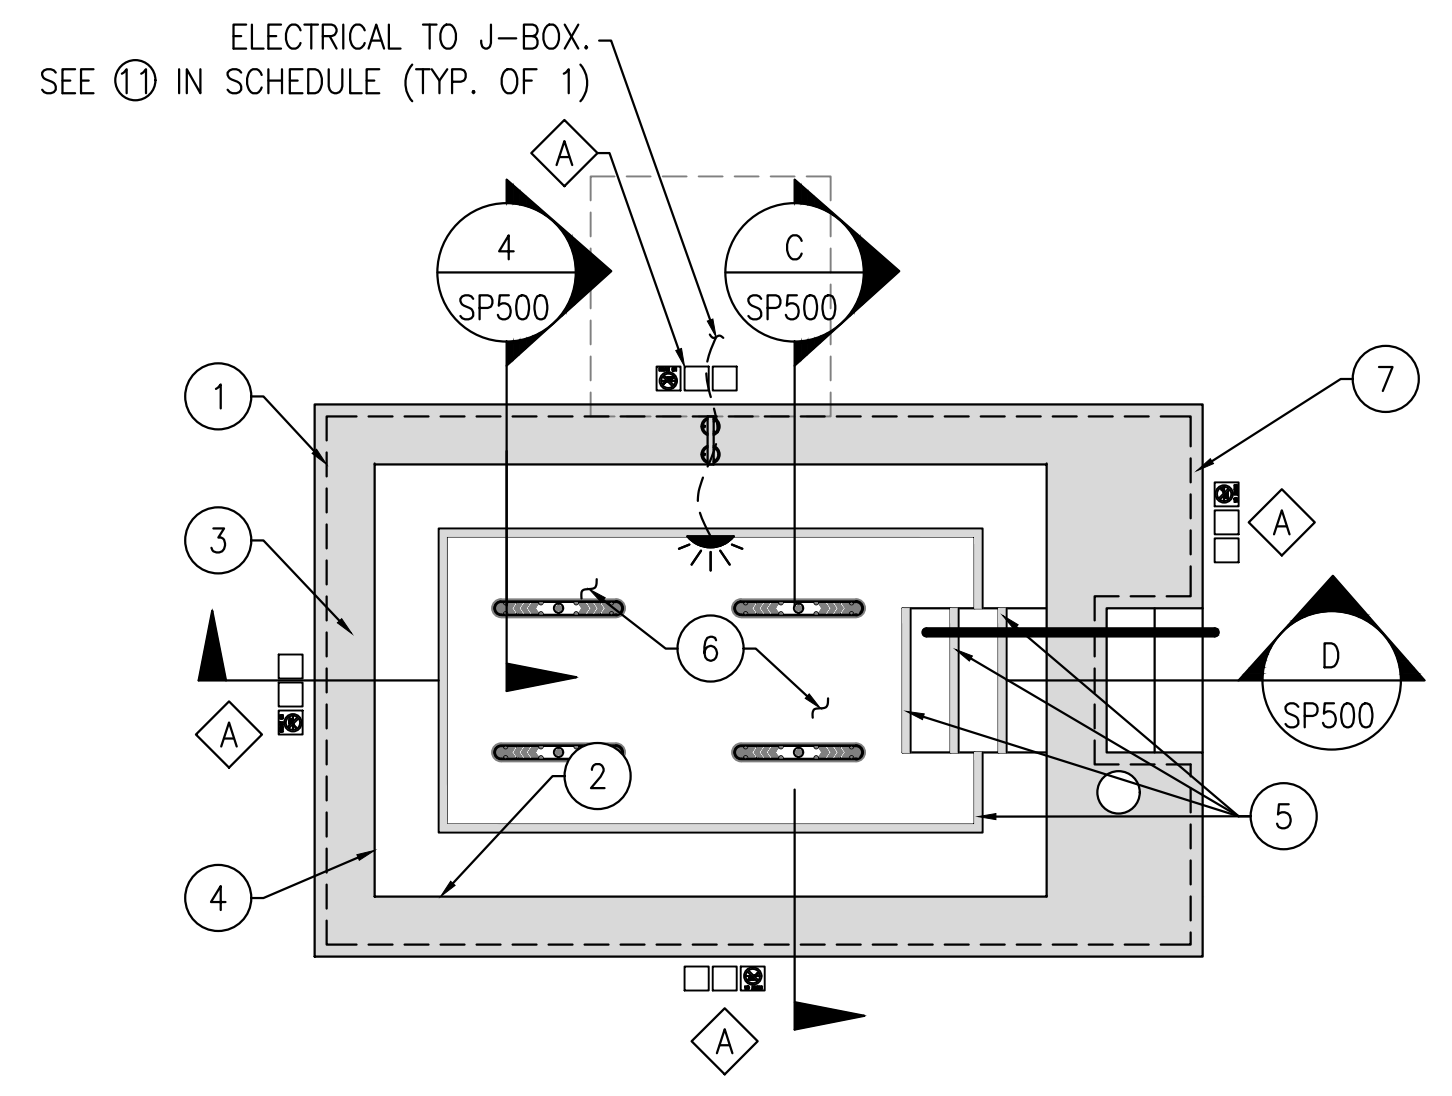 ELECTRICAL TO J-BOX.
SEE 11 IN SCHEDULE (TYP. OF 1)
A
4
SP500
C
SP500
1
7
3
A
6
D
SP500
A
2
5
4
A